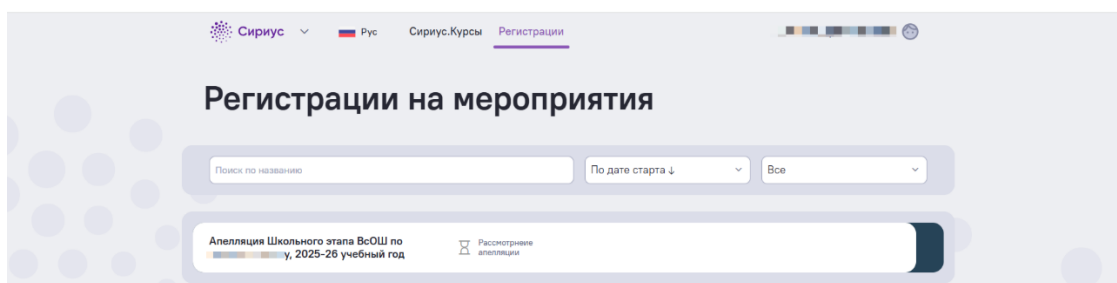 Сириус Рус Сириус.Курсы Регистрации
Регистрации на мероприятия
Поиск по названию По дате старта ↓ Все
Апелляция Школьного этапа ВсОШ по
у, 2025-26 учебный год
Рассмотрнеие
апелляции